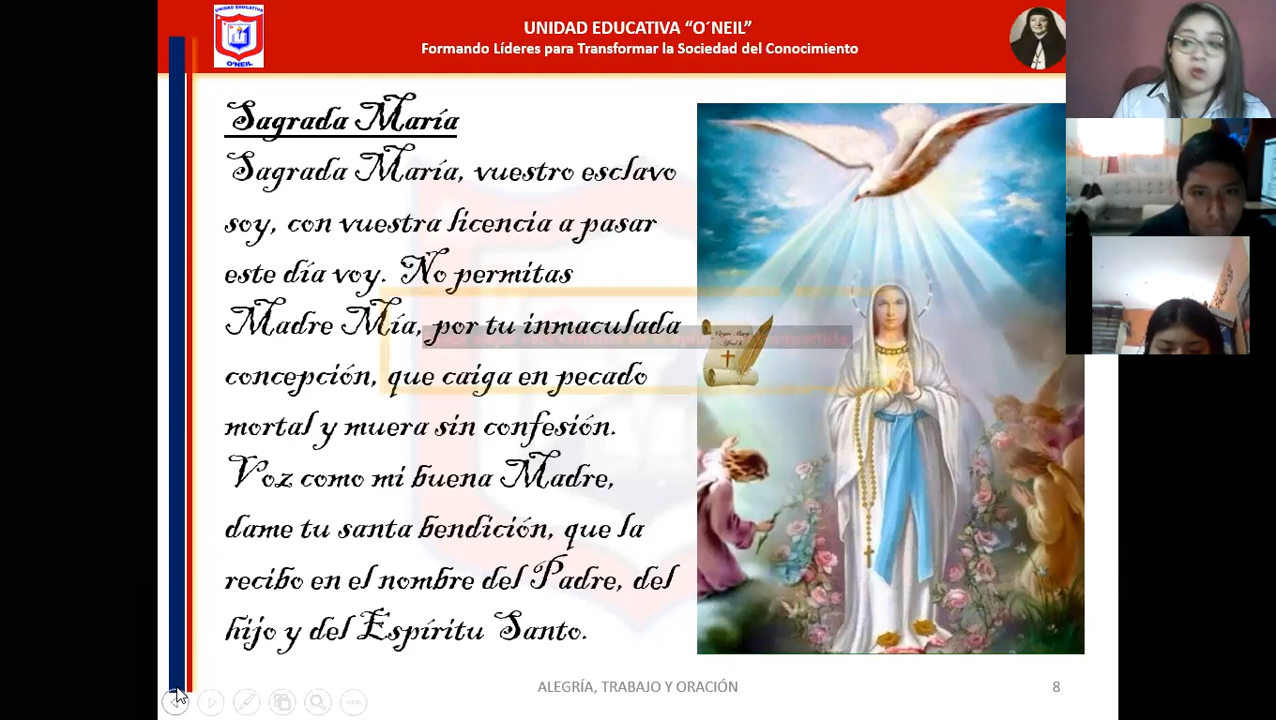 UNIDAD EDUCATIVA
O´NEIL
UNIDAD EDUCATIVA “O´NEIL”
Formando Líderes para Transformar la Sociedad del Conocimiento
Sagrada María
Sagrada María, vuestro esclavo
soy, con vuestra licencia a pasar
este día voy. No permitas
Madre Mía, por tu inmaculada
concepción, que caiga en pecado
mortal y muera sin confesión.
Voz como mi buena Madre,
dame tu santa bendición, que la
recibo en el nombre del Padre, del
hijo y del Espíritu Santo.
ALEGRÍA, TRABAJO Y ORACIÓN
8